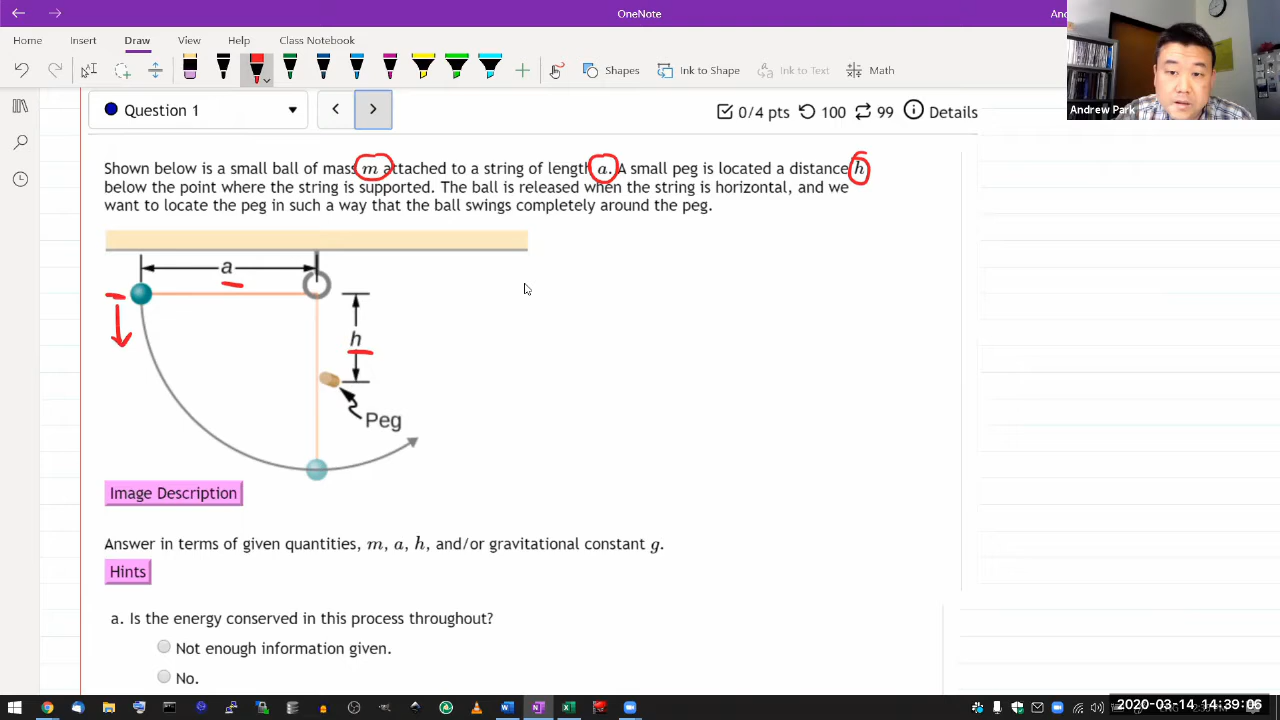 OneNote
Home Insert Draw View Help Class Notebook
Shapes Ink to Shape Ink to Text Math
Andrew Park
Question 1
0/4 pts 100 99 Details
Shown below is a small ball of mass m attached to a string of length a. A small peg is located a distance h
below the point where the string is supported. The ball is released when the string is horizontal, and we
want to locate the peg in such a way that the ball swings completely around the peg.
a
h
Peg
Image Description
Answer in terms of given quantities, m, a, h, and/or gravitational constant g.
Hints
a. Is the energy conserved in this process throughout?
Not enough information given.
No.
2020-03-14 14:39:06